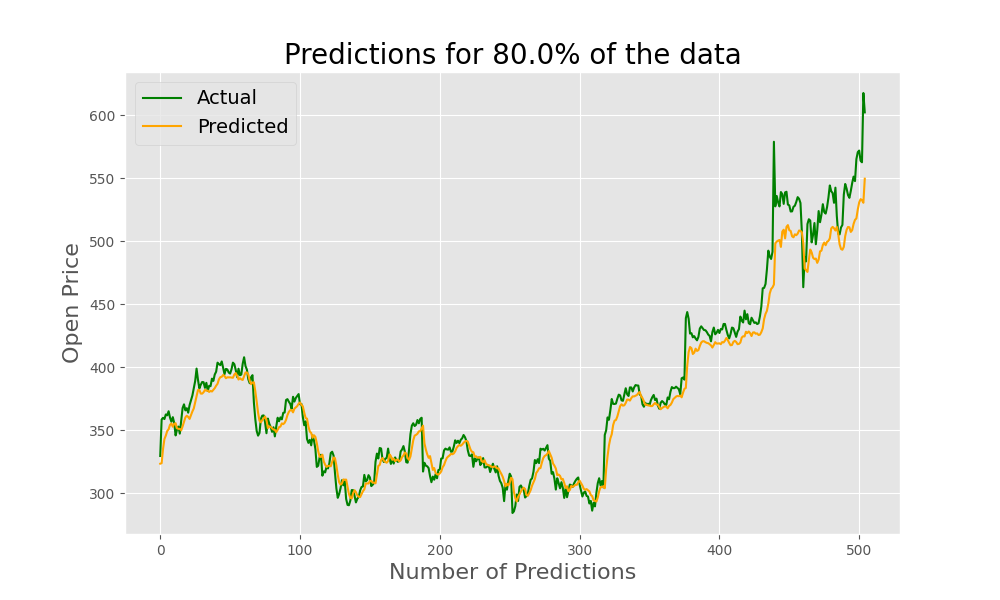 Predictions for 80.0% of the data
Actual
Predicted
Open Price
600
550
500
450
400
350
300
0 100 200 300 400 500
Number of Predictions